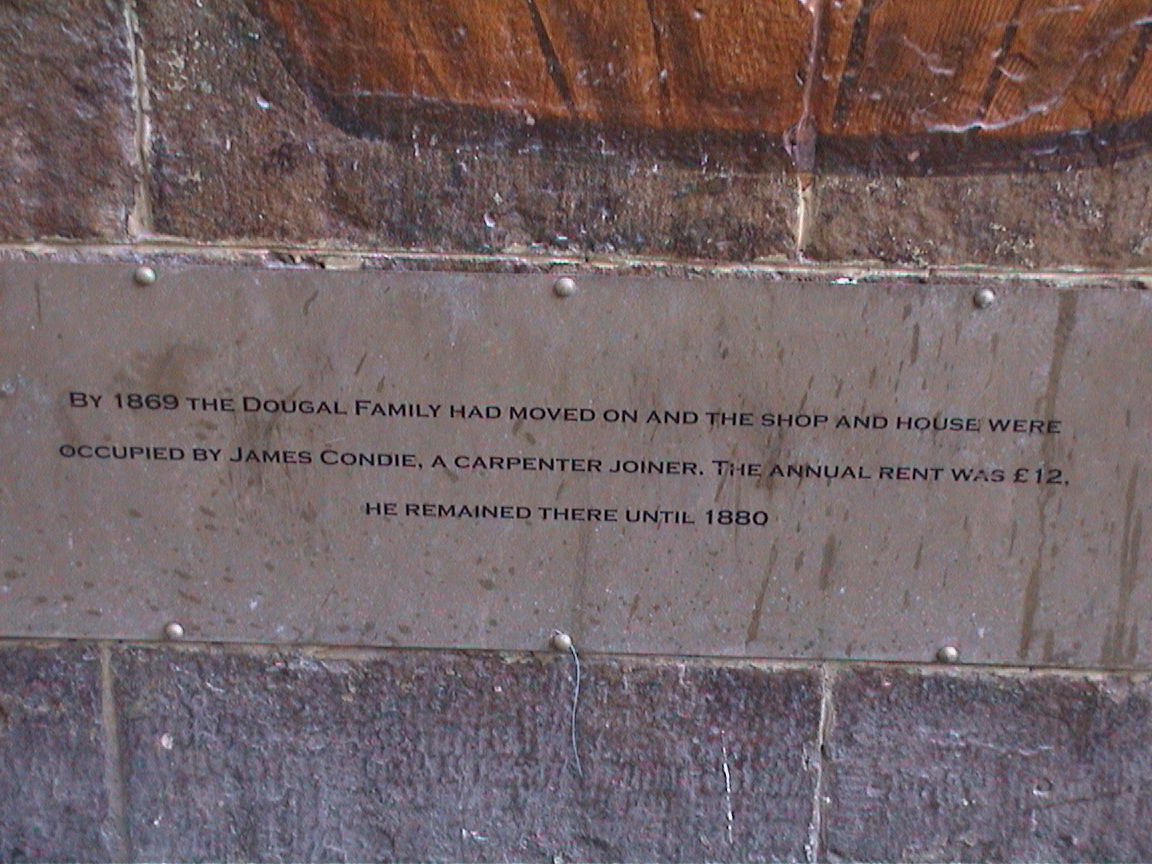 By 1869 the Dougal Family had moved on and the shop and house were
occupied by James Condie, a carpenter joiner. The annual rent was £12,
he remained there until 1880